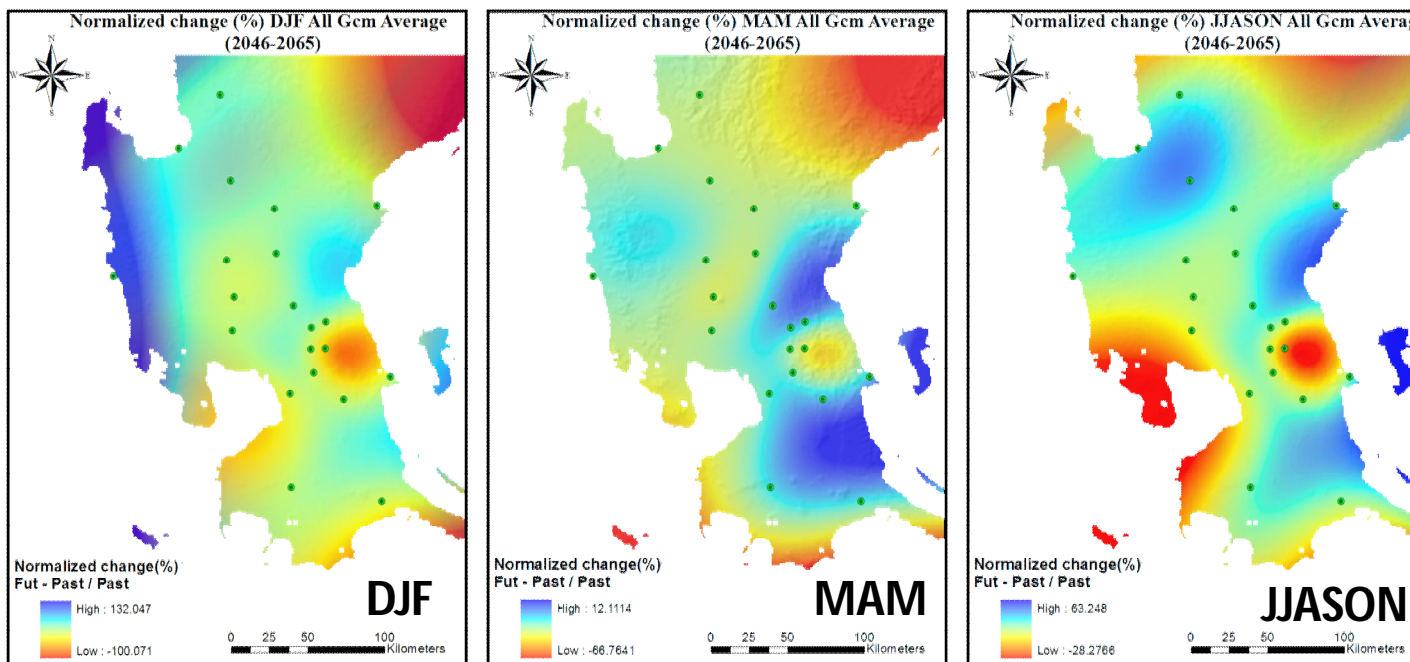 Normalized change (%) DJF All Gcm Average
(2046-2065)
N
W
E
S
Normalized change(%)
Fut - Past / Past
High : 132.047
Low : -100.071
DJF
0 25 50 100
Kilometers
Normalized change (%) MAM All Gcm Average
(2046-2065)
N
W
E
S
Normalized change(%)
Fut - Past / Past
High : 12.1114
Low : -66.7641
MAM
0 25 50 100
Kilometers
Normalized change (%) JJASON All Gcm Averag
(2046-2065)
N
W
E
S
Normalized change(%)
Fut - Past / Past
High : 63.248
Low : -28.2766
JJASON
0 25 50 100
Kilometers